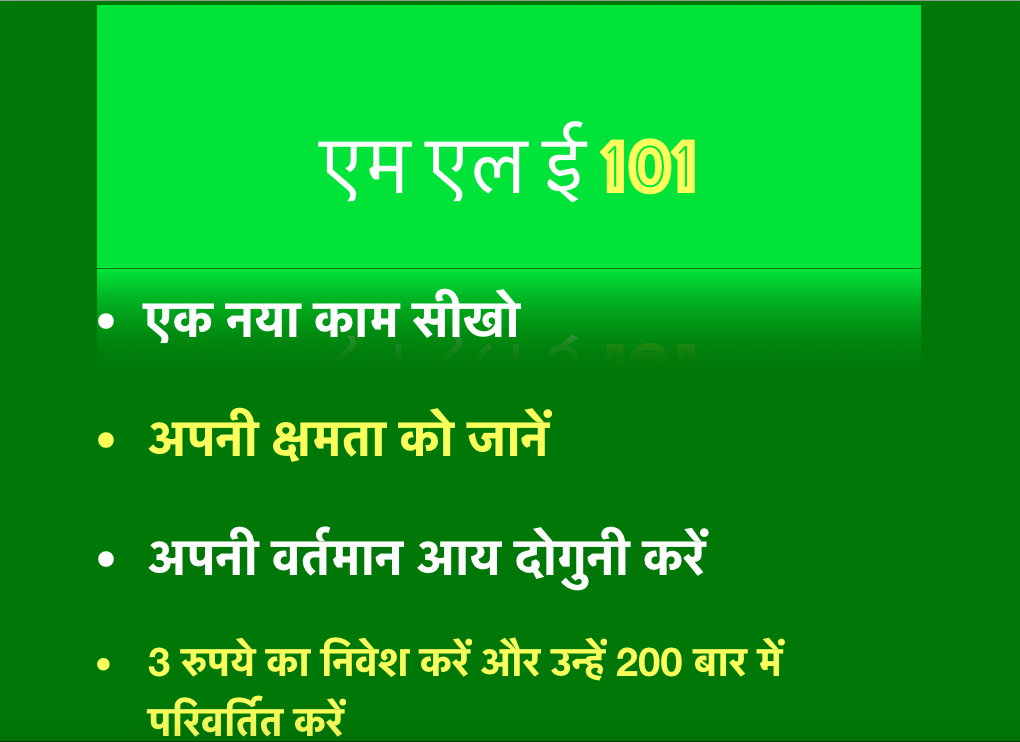 एम एल ई 101
• एक नया काम सीखो
• अपनी क्षमता को जानें
• अपनी वर्तमान आय दोगुनी करें
• 3 रुपये का निवेश करें और उन्हें 200 बार में
परिवर्तित करें